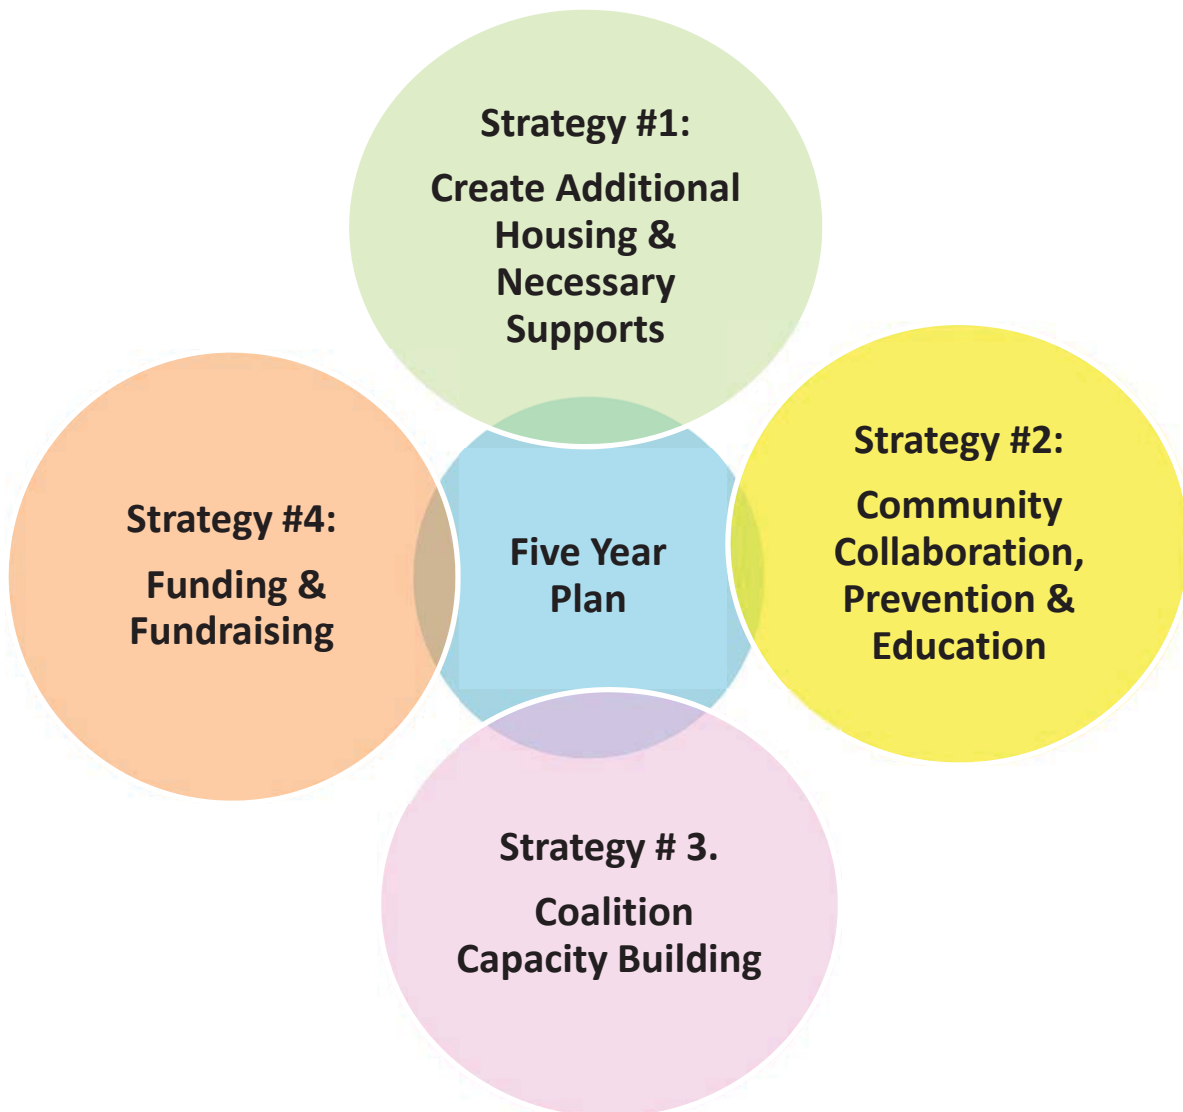 Strategy #1:
Create Additional
Housing &
Necessary
Supports
Strategy #2:
Community
Collaboration,
Prevention &
Education
Strategy #4:
Funding &
Fundraising
Five Year
Plan
Strategy # 3.
Coalition
Capacity Building